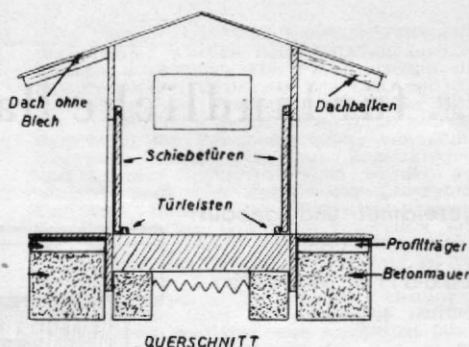 Dach ohne
Blech
Dachbalken
Schiebetüren
Türleisten
Profilträger
Betonmauer
QUERSCHNITT